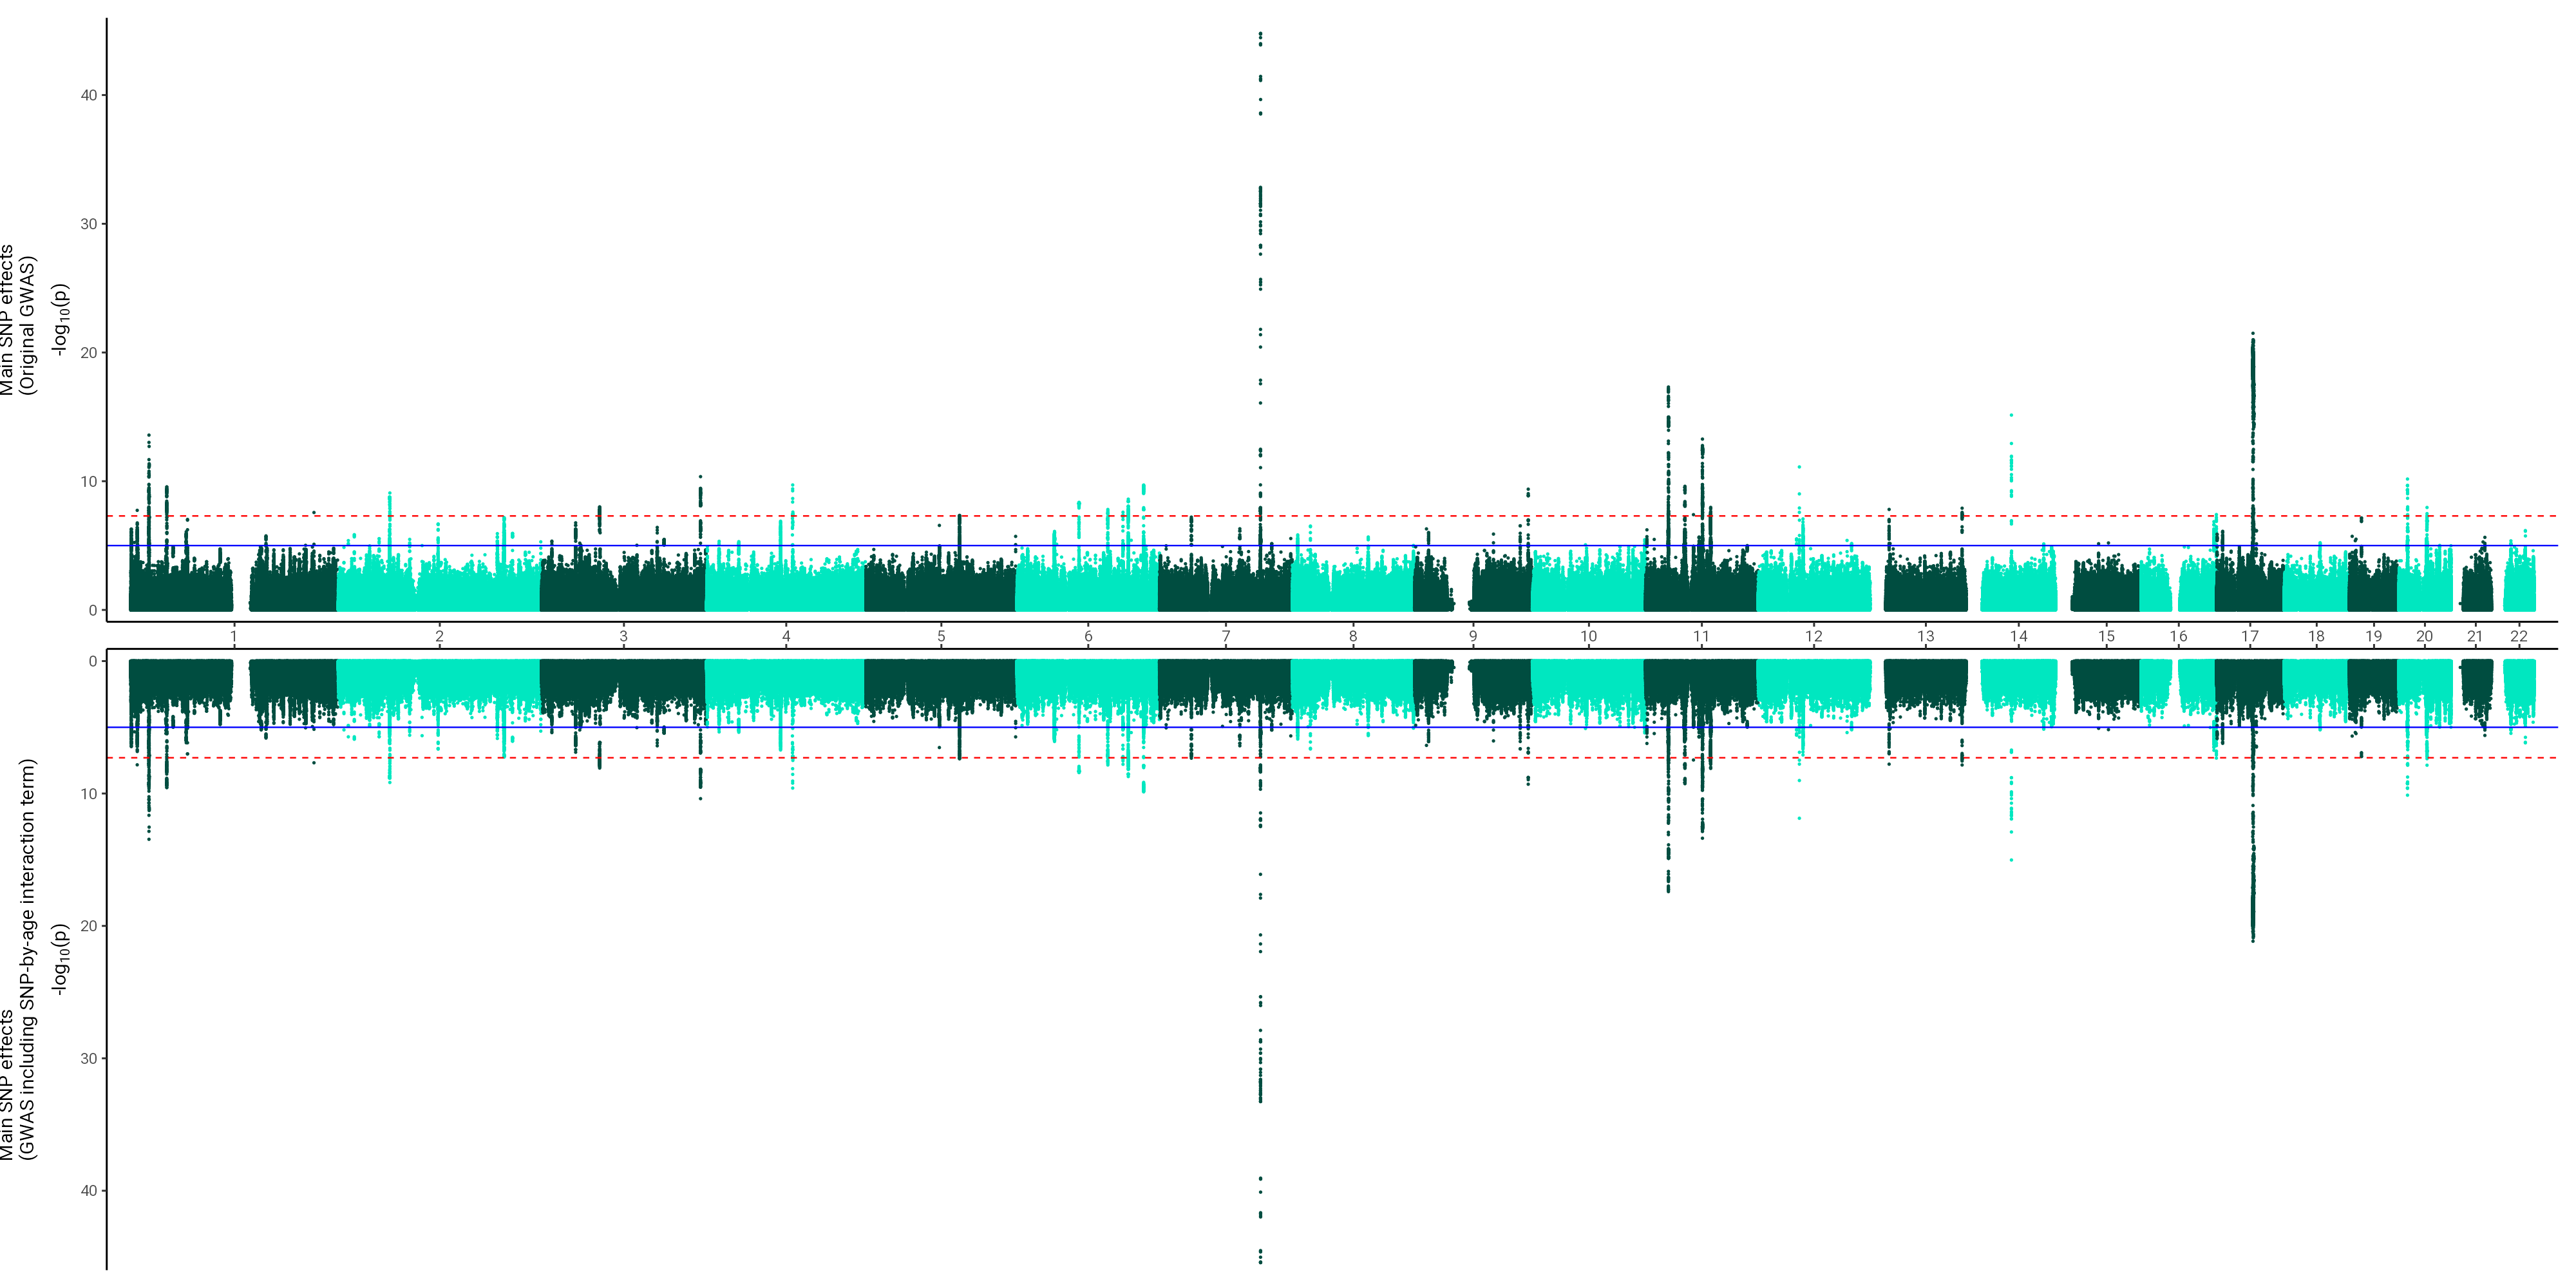 Main SNP effects
(Original GWAS)
-log10(p)
40
30
20
10
0
1 2 3 4 5 6 7 8 9 10 11 12 13 14 15 16 17 18 19 20 21 22
Main SNP effects
(GWAS including SNP-by-age interaction term)
-log10(p)
0
10
20
30
40